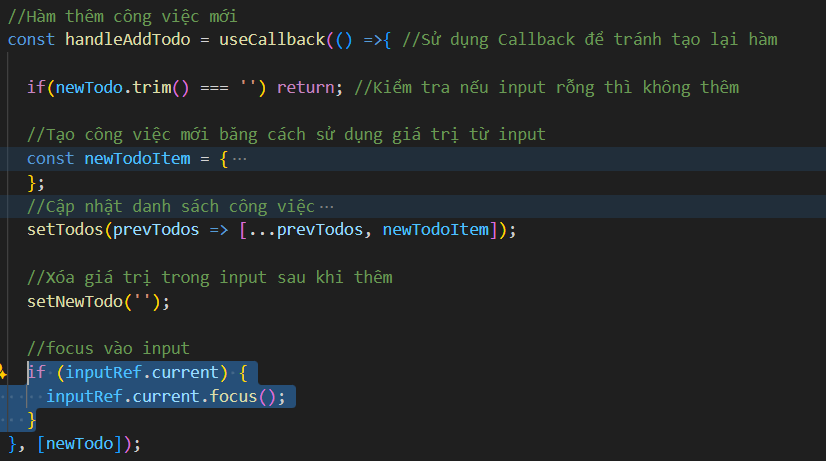 //Hàm thêm công việc mới
const handleAddTodo = useCallback(() =>{ //Sử dụng Callback để tránh tạo lại hàm
if(newTodo.trim() === '') return; //Kiểm tra nếu input rỗng thì không thêm
//Tạo công việc mới bằng cách sử dụng giá trị từ input
const newTodoItem = {⋯
};
//Cập nhật danh sách công việc⋯
setTodos(prevTodos => [...prevTodos, newTodoItem]);
//Xóa giá trị trong input sau khi thêm
setNewTodo('');
//focus vào input
if (inputRef.current) {
inputRef.current.focus();
}
}, [newTodo]);